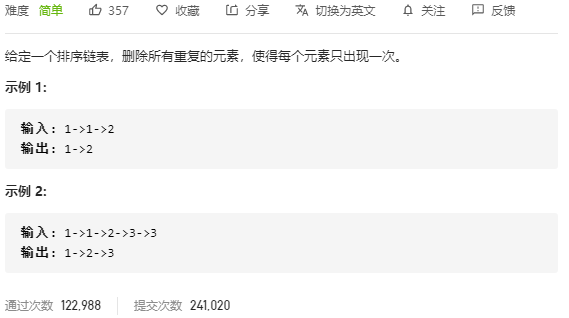 难度 简单 357 收藏 分享 切换为英文 关注 反馈
给定一个排序链表，删除所有重复的元素，使得每个元素只出现一次。
示例 1:
输入: 1->1->2
输出: 1->2
示例 2:
输入: 1->1->2->3->3
输出: 1->2->3
通过次数 122,988 提交次数 241,020